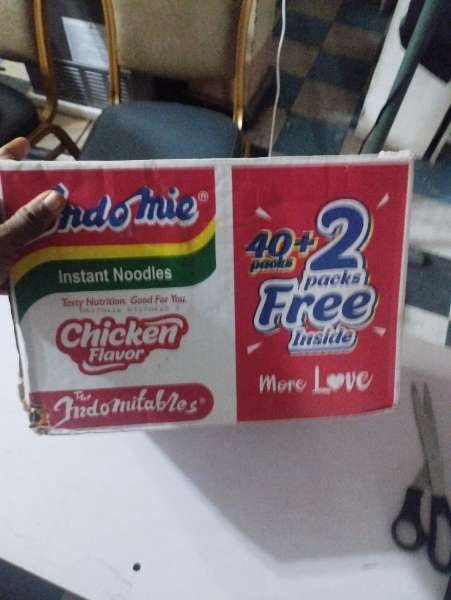 Indomie®
Instant Noodles
Tasty Nutrition. Good For You.
Chicken
Flavor
The
Indomitables®
40+2
packs
packs
Free
Inside
More Love